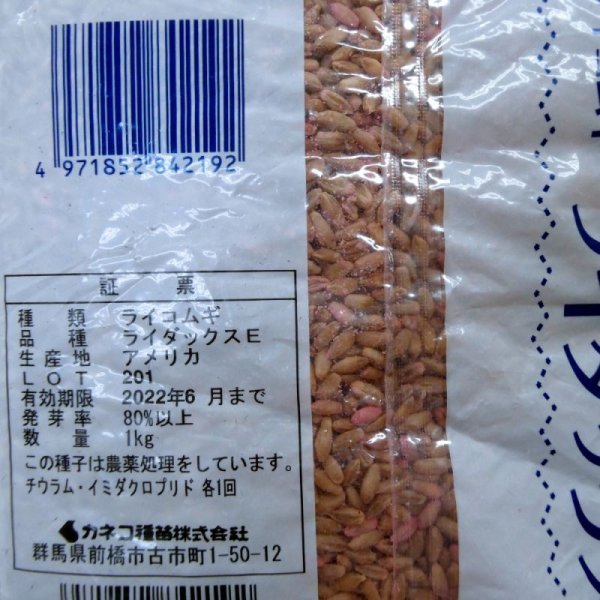 4 971852 842192
証 票
種 類 ライコムギ
品 種 ライダックスE
生産地 アメリカ
LOT 201
有効期限 2022年6 月まで
発芽率 80%以上
数 量 1kg
この種子は農薬処理をしています。
チウラム・イミダクロプリド 各1回
カネコ種苗株式会社
群馬県前橋市古市町1-50-12